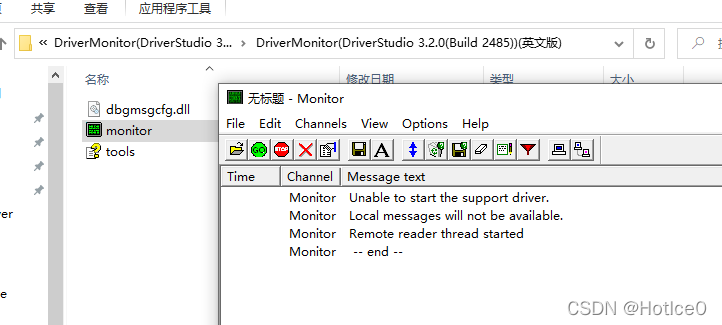 共享 查看 应用程序工具
« DriverMonitor(DriverStudio 3... › DriverMonitor(DriverStudio 3.2.0(Build 2485))(英文版)
名称 修改日期 类型 大小
dbgmsgcfg.dll
monitor
tools
无标题 - Monitor
File Edit Channels View Options Help
GO STOP A
Time Channel Message text
Monitor Unable to start the support driver.
Monitor Local messages will not be available.
Monitor Remote reader thread started
Monitor -- end --
CSDN @HotIce0